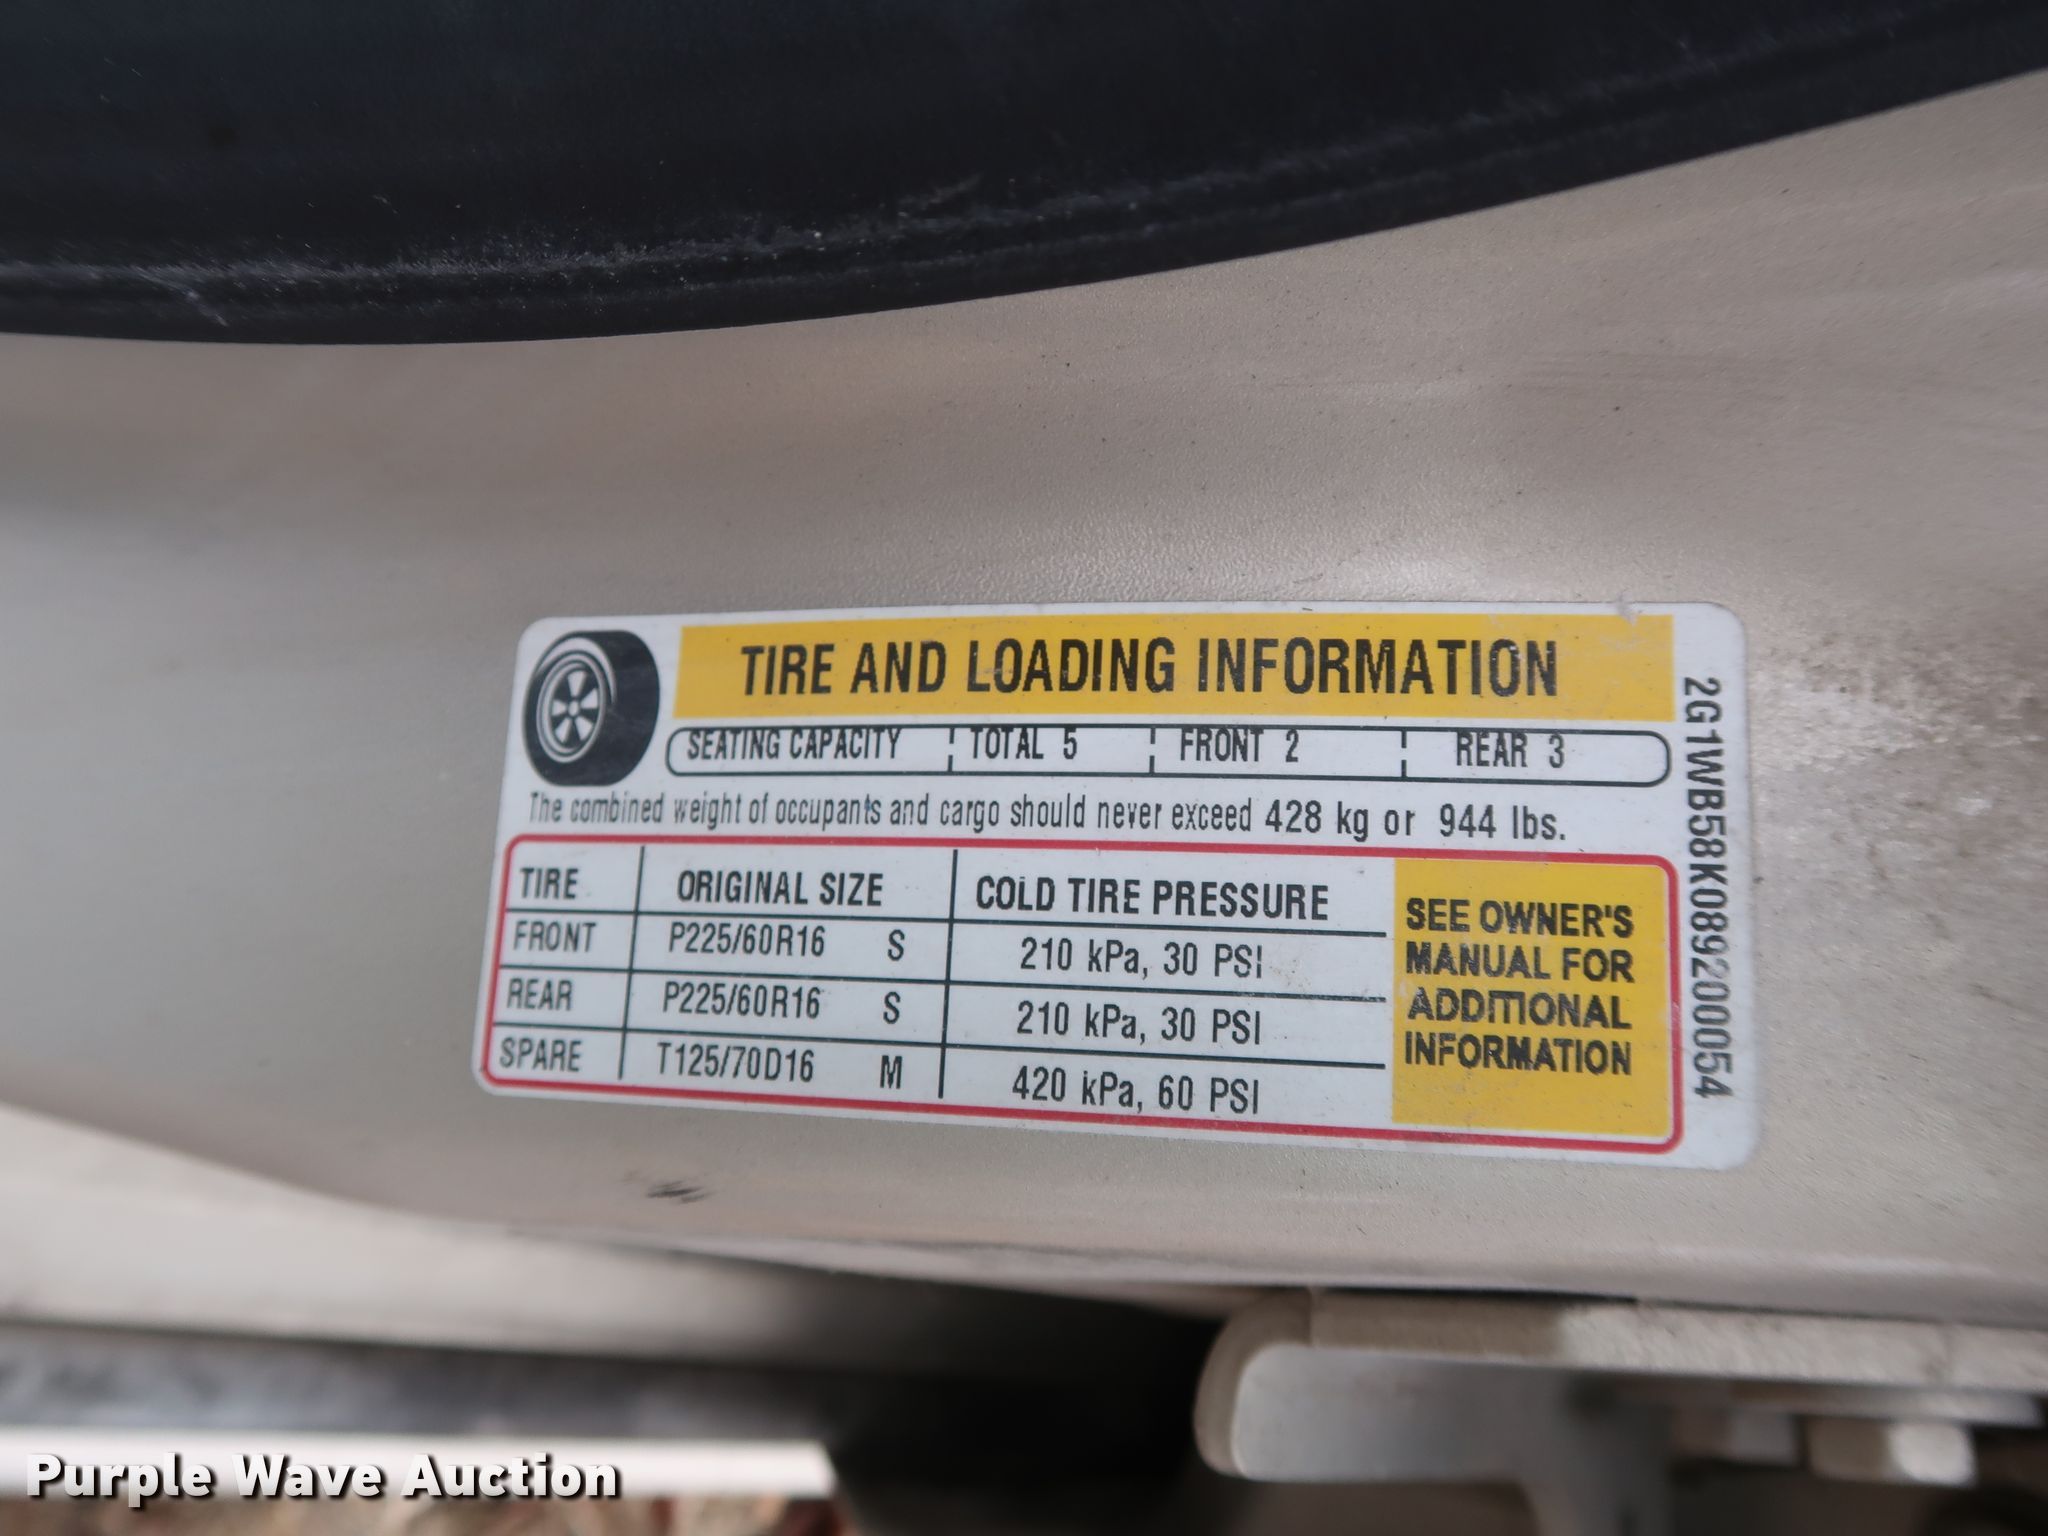 TIRE AND LOADING INFORMATION
SEATING CAPACITY TOTAL 5 FRONT 2 REAR 3
The combined weight of occupants and cargo should never exceed 428 kg or 944 lbs.
TIRE ORIGINAL SIZE COLD TIRE PRESSURE
FRONT P225/60R16 S 210 kPa, 30 PSI
REAR P225/60R16 S 210 kPa, 30 PSI
SPARE T125/70D16 M 420 kPa, 60 PSI
SEE OWNER'S
MANUAL FOR
ADDITIONAL
INFORMATION
2G1WB58K089200054
Purple Wave Auction